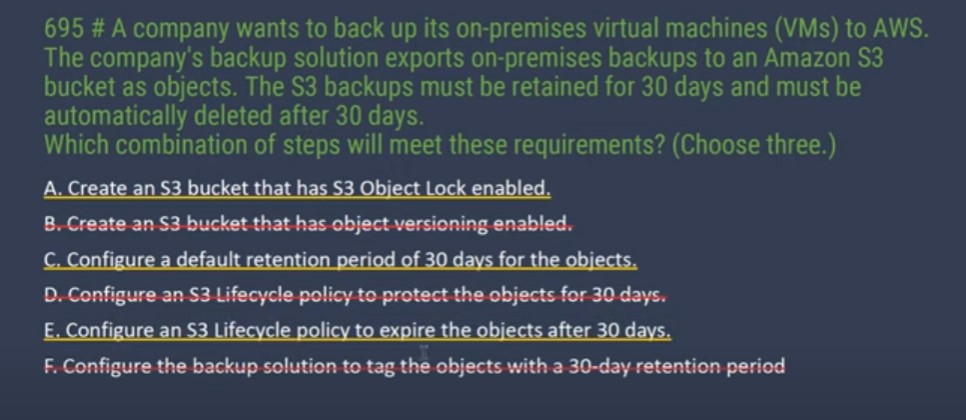 695 # A company wants to back up its on-premises virtual machines (VMs) to AWS.
The company's backup solution exports on-premises backups to an Amazon S3
bucket as objects. The S3 backups must be retained for 30 days and must be
automatically deleted after 30 days.
Which combination of steps will meet these requirements? (Choose three.)
A. Create an S3 bucket that has S3 Object Lock enabled.
B. Create an S3 bucket that has object versioning enabled.
C. Configure a default retention period of 30 days for the objects.
D. Configure an S3 Lifecycle policy to protect the objects for 30 days.
E. Configure an S3 Lifecycle policy to expire the objects after 30 days.
F. Configure the backup solution to tag the objects with a 30-day retention period